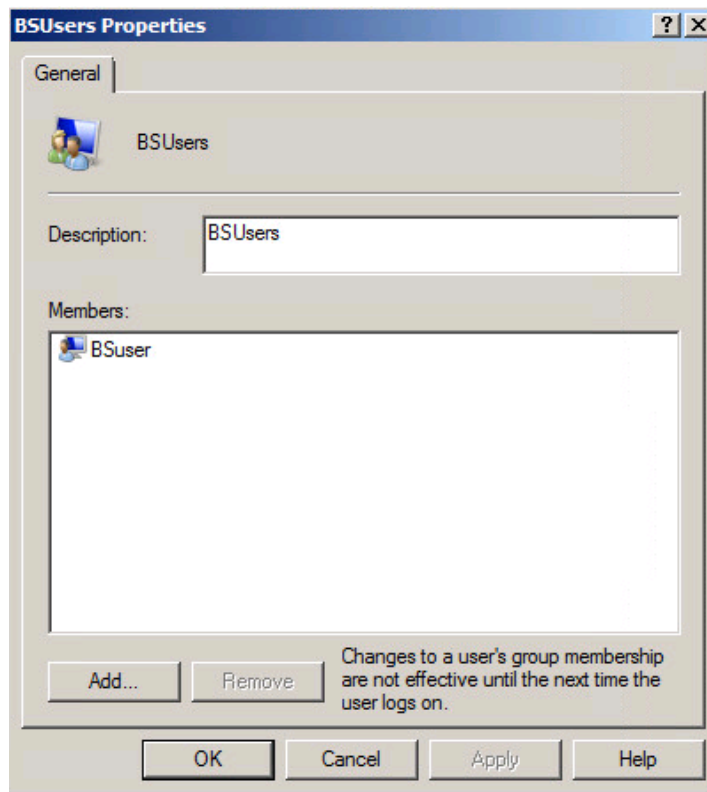 BSUsers Properties
General
BSUsers
Description:
BSUsers
Members:
BSuser
Add...
Remove
Changes to a user's group membership
are not effective until the next time the
user logs on.
OK
Cancel
Apply
Help